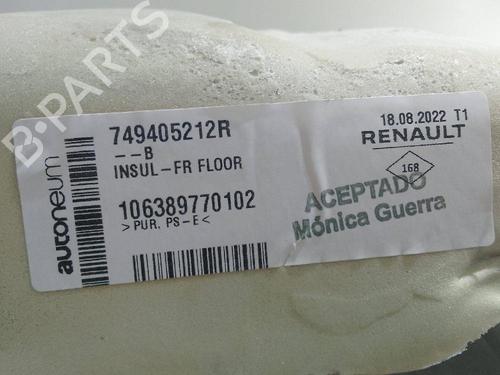 B-PARTS
autoneum
749405212R
--B
INSUL-FR FLOOR
106389770102
>PUR. PS-E<
18.08.2022 T1
RENAULT
168
ACEPTADO
Mónica Guerra